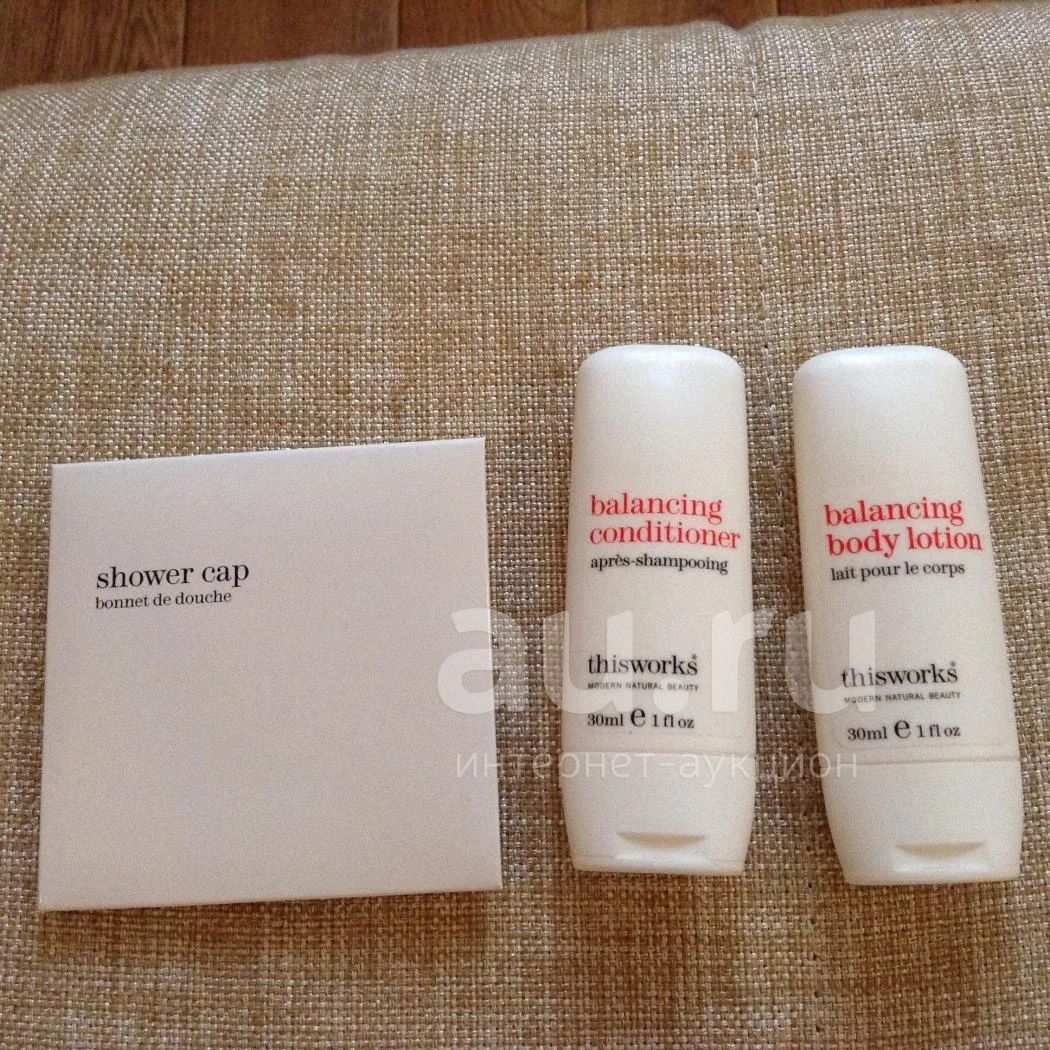 shower cap
bonnet de douche
balancing
conditioner
après-shampooing
thisworks®
MODERN NATURAL BEAUTY
30ml e 1 fl oz
balancing
body lotion
lait pour le corps
thisworks®
MODERN NATURAL BEAUTY
30ml e 1 fl oz
au.ru
интернет-аукцион